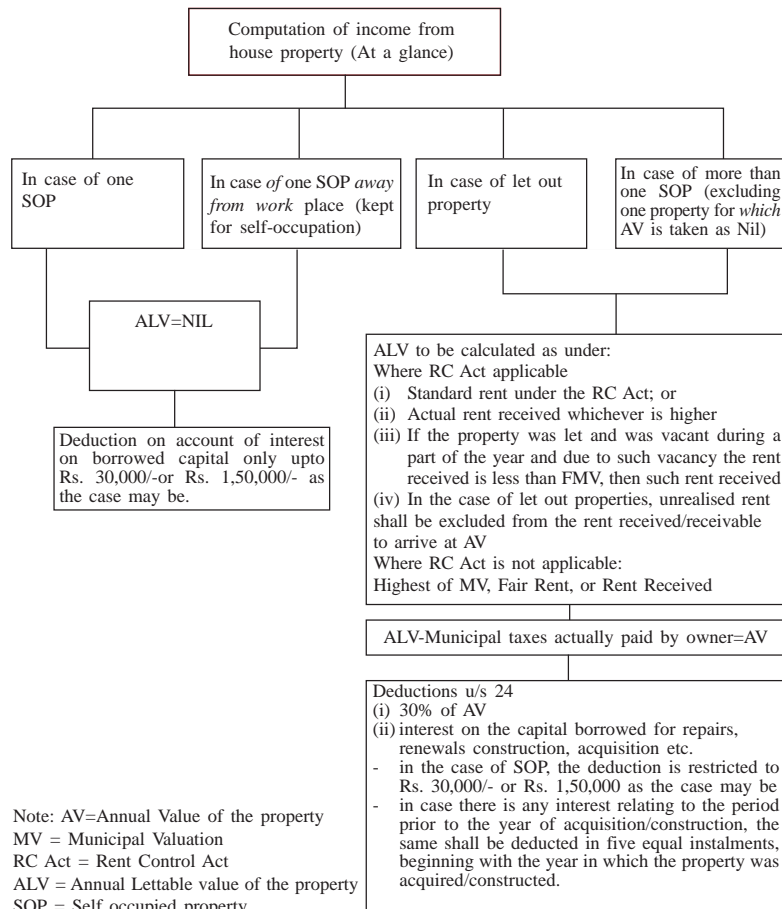 Computation of income from
house property (At a glance)
In case of one
SOP
In case of one SOP away
from work place (kept
for self-occupation)
In case of let out
property
In case of more than
one SOP (excluding
one property for which
AV is taken as Nil)
ALV=NIL
Deduction on account of interest
on borrowed capital only upto
Rs. 30,000/-or Rs. 1,50,000/- as
the case may be.
ALV to be calculated as under:
Where RC Act applicable
(i) Standard rent under the RC Act; or
(ii) Actual rent received whichever is higher
(iii) If the property was let and was vacant during a
part of the year and due to such vacancy the rent
received is less than FMV, then such rent received
(iv) In the case of let out properties, unrealised rent
shall be excluded from the rent received/receivable
to arrive at AV
Where RC Act is not applicable:
Highest of MV, Fair Rent, or Rent Received
ALV-Municipal taxes actually paid by owner=AV
Deductions u/s 24
(i) 30% of AV
(ii) interest on the capital borrowed for repairs,
renewals construction, acquisition etc.
- in the case of SOP, the deduction is restricted to
Rs. 30,000/- or Rs. 1,50,000 as the case may be
- in case there is any interest relating to the period
prior to the year of acquisition/construction, the
same shall be deducted in five equal instalments,
beginning with the year in which the property was
acquired/constructed.
Note: AV=Annual Value of the property
MV = Municipal Valuation
RC Act = Rent Control Act
ALV = Annual Lettable value of the property
SOP = Self occupied property